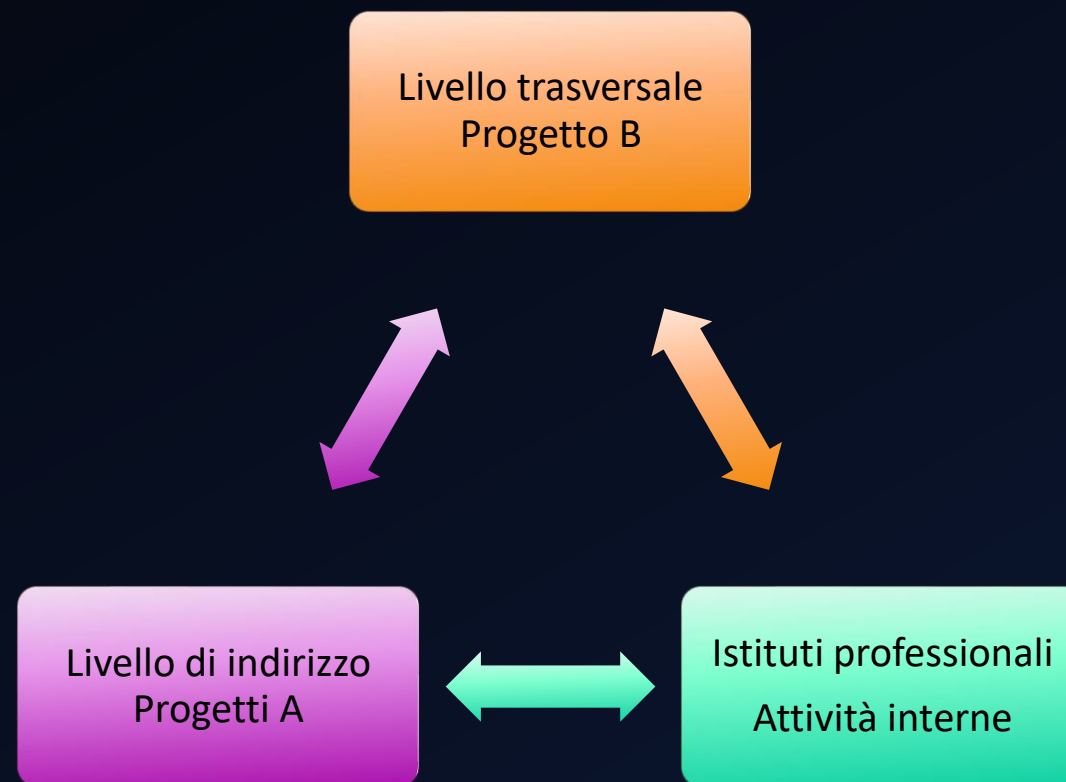 Livello trasversale
Progetto B
Livello di indirizzo
Progetti A
Istituti professionali
Attività interne